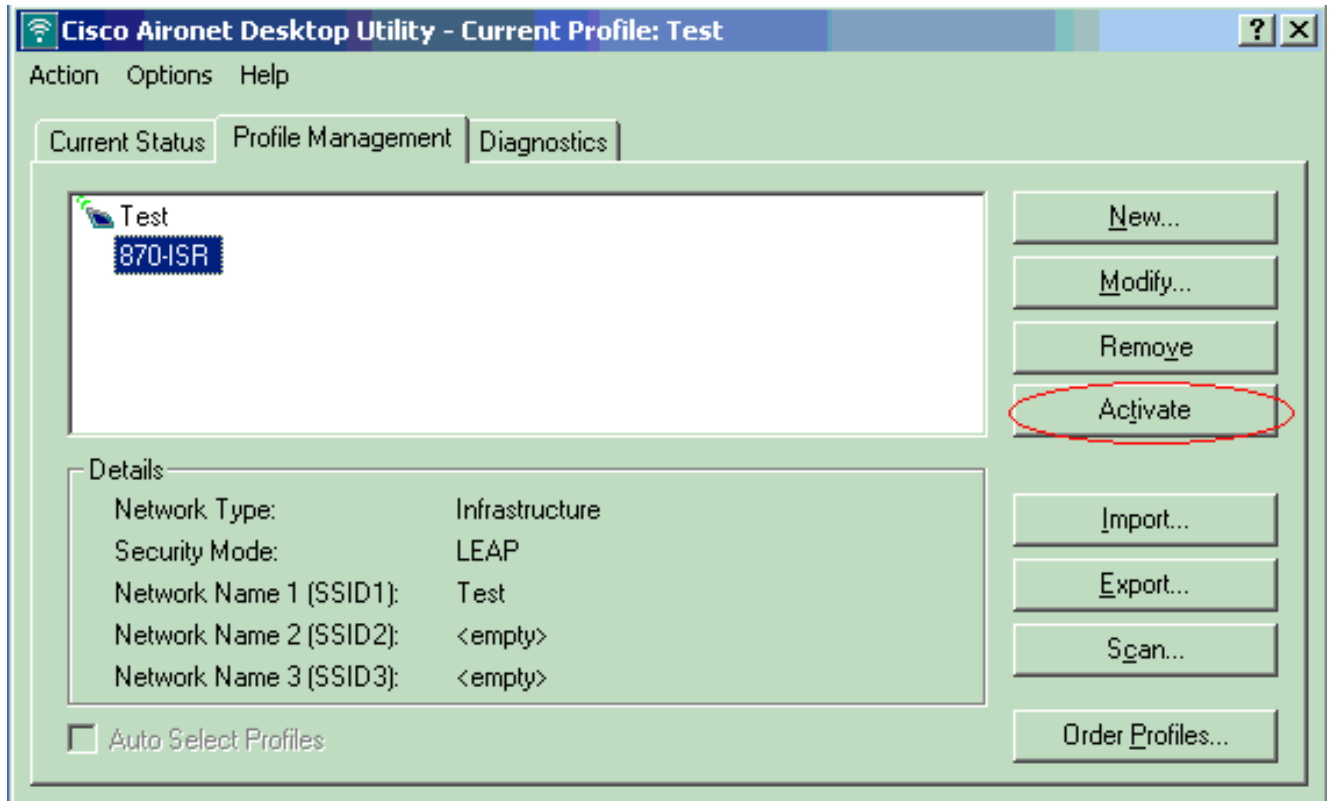 Cisco Aironet Desktop Utility - Current Profile: Test
Action Options Help
Current Status Profile Management Diagnostics
Test
870-ISR
New...
Modify...
Remove
Activate
Details
Network Type: Infrastructure
Security Mode: LEAP
Network Name 1 (SSID1): Test
Network Name 2 (SSID2): <empty>
Network Name 3 (SSID3): <empty>
Import...
Export...
Scan...
Auto Select Profiles
Order Profiles...